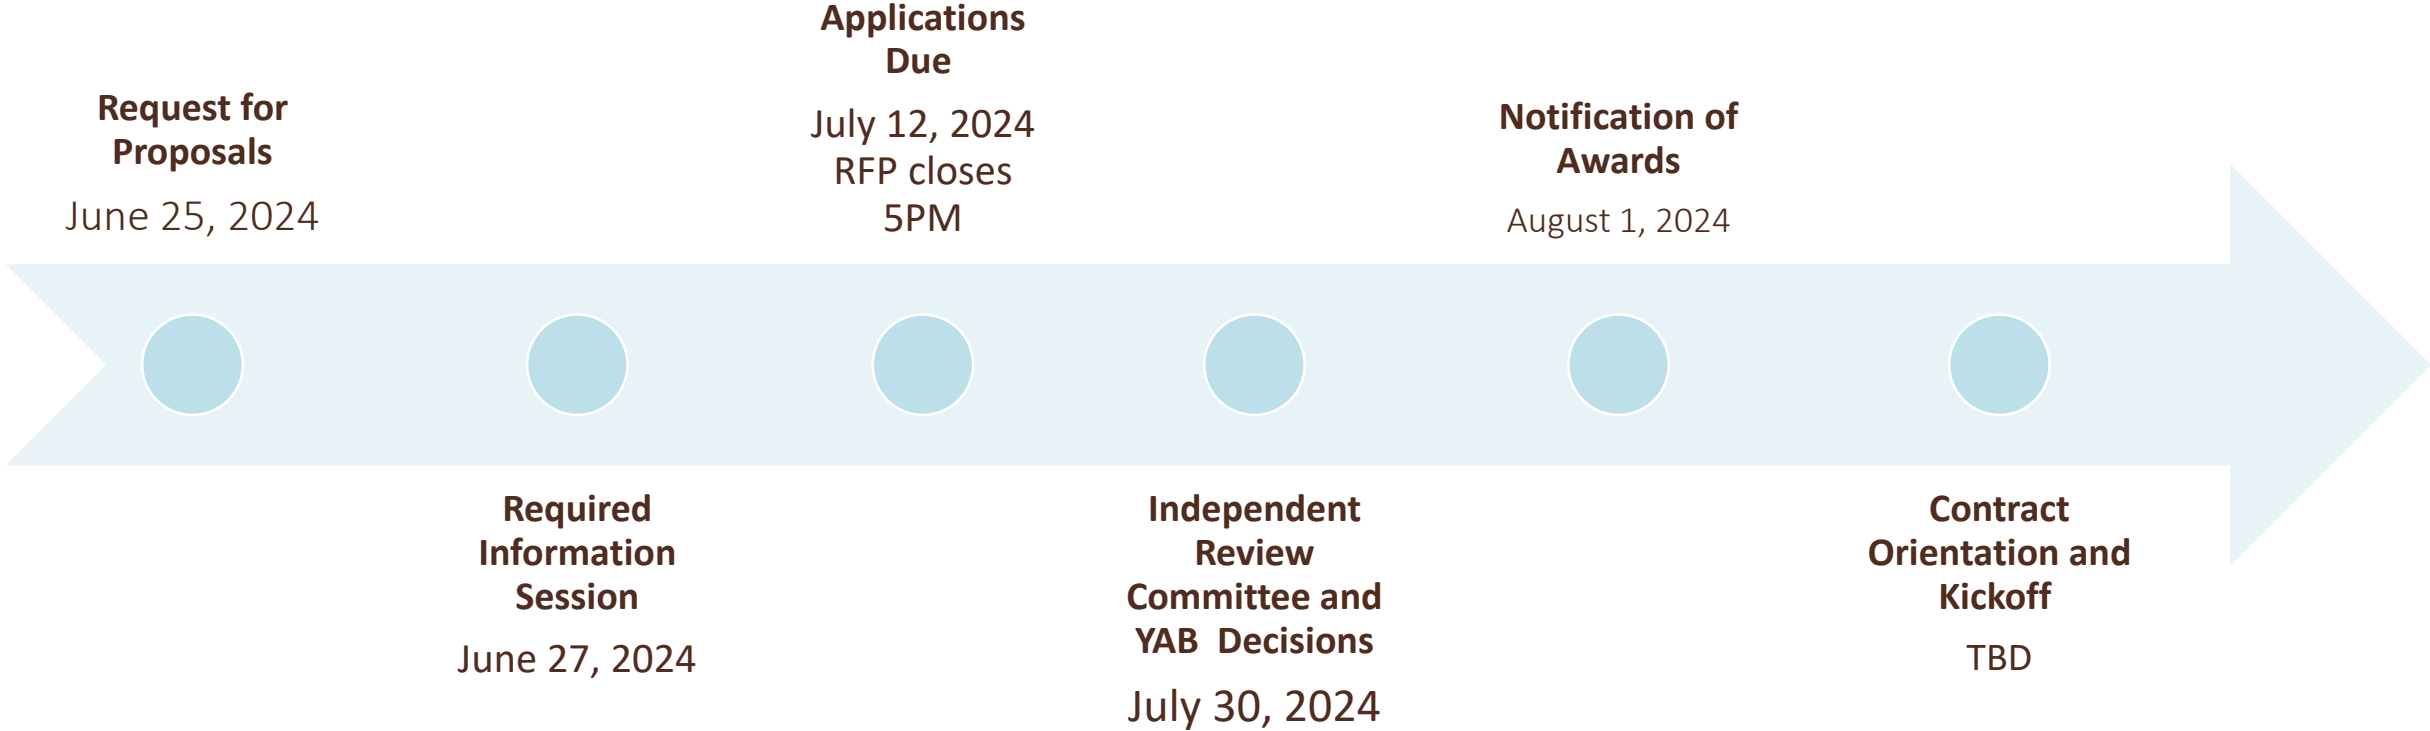 Request for
Proposals
June 25, 2024
Required
Information
Session
June 27, 2024
Applications
Due
July 12, 2024
RFP closes
5PM
Independent
Review
Committee and
YAB  Decisions
July 30, 2024
Notification of
Awards
August 1, 2024
Contract
Orientation and
Kickoff
TBD